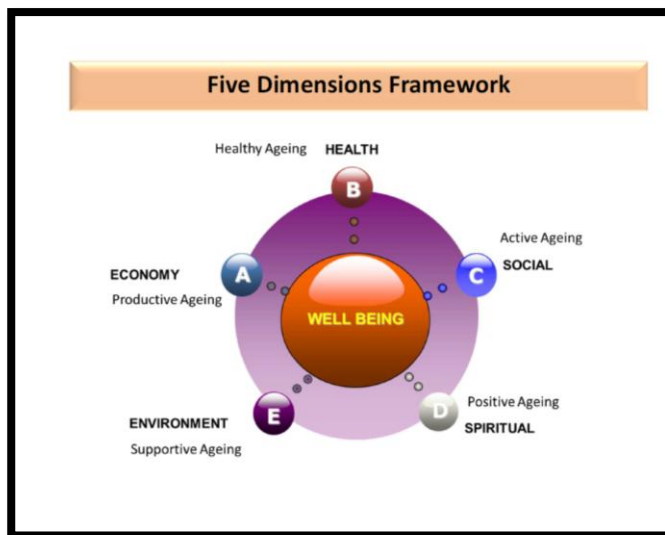 Five Dimensions Framework
Healthy Ageing HEALTH
B
Active Ageing
SOCIAL
C
ECONOMY
Productive Ageing
A
WELL BEING
Positive Ageing
SPIRITUAL
D
ENVIRONMENT
Supportive Ageing
E